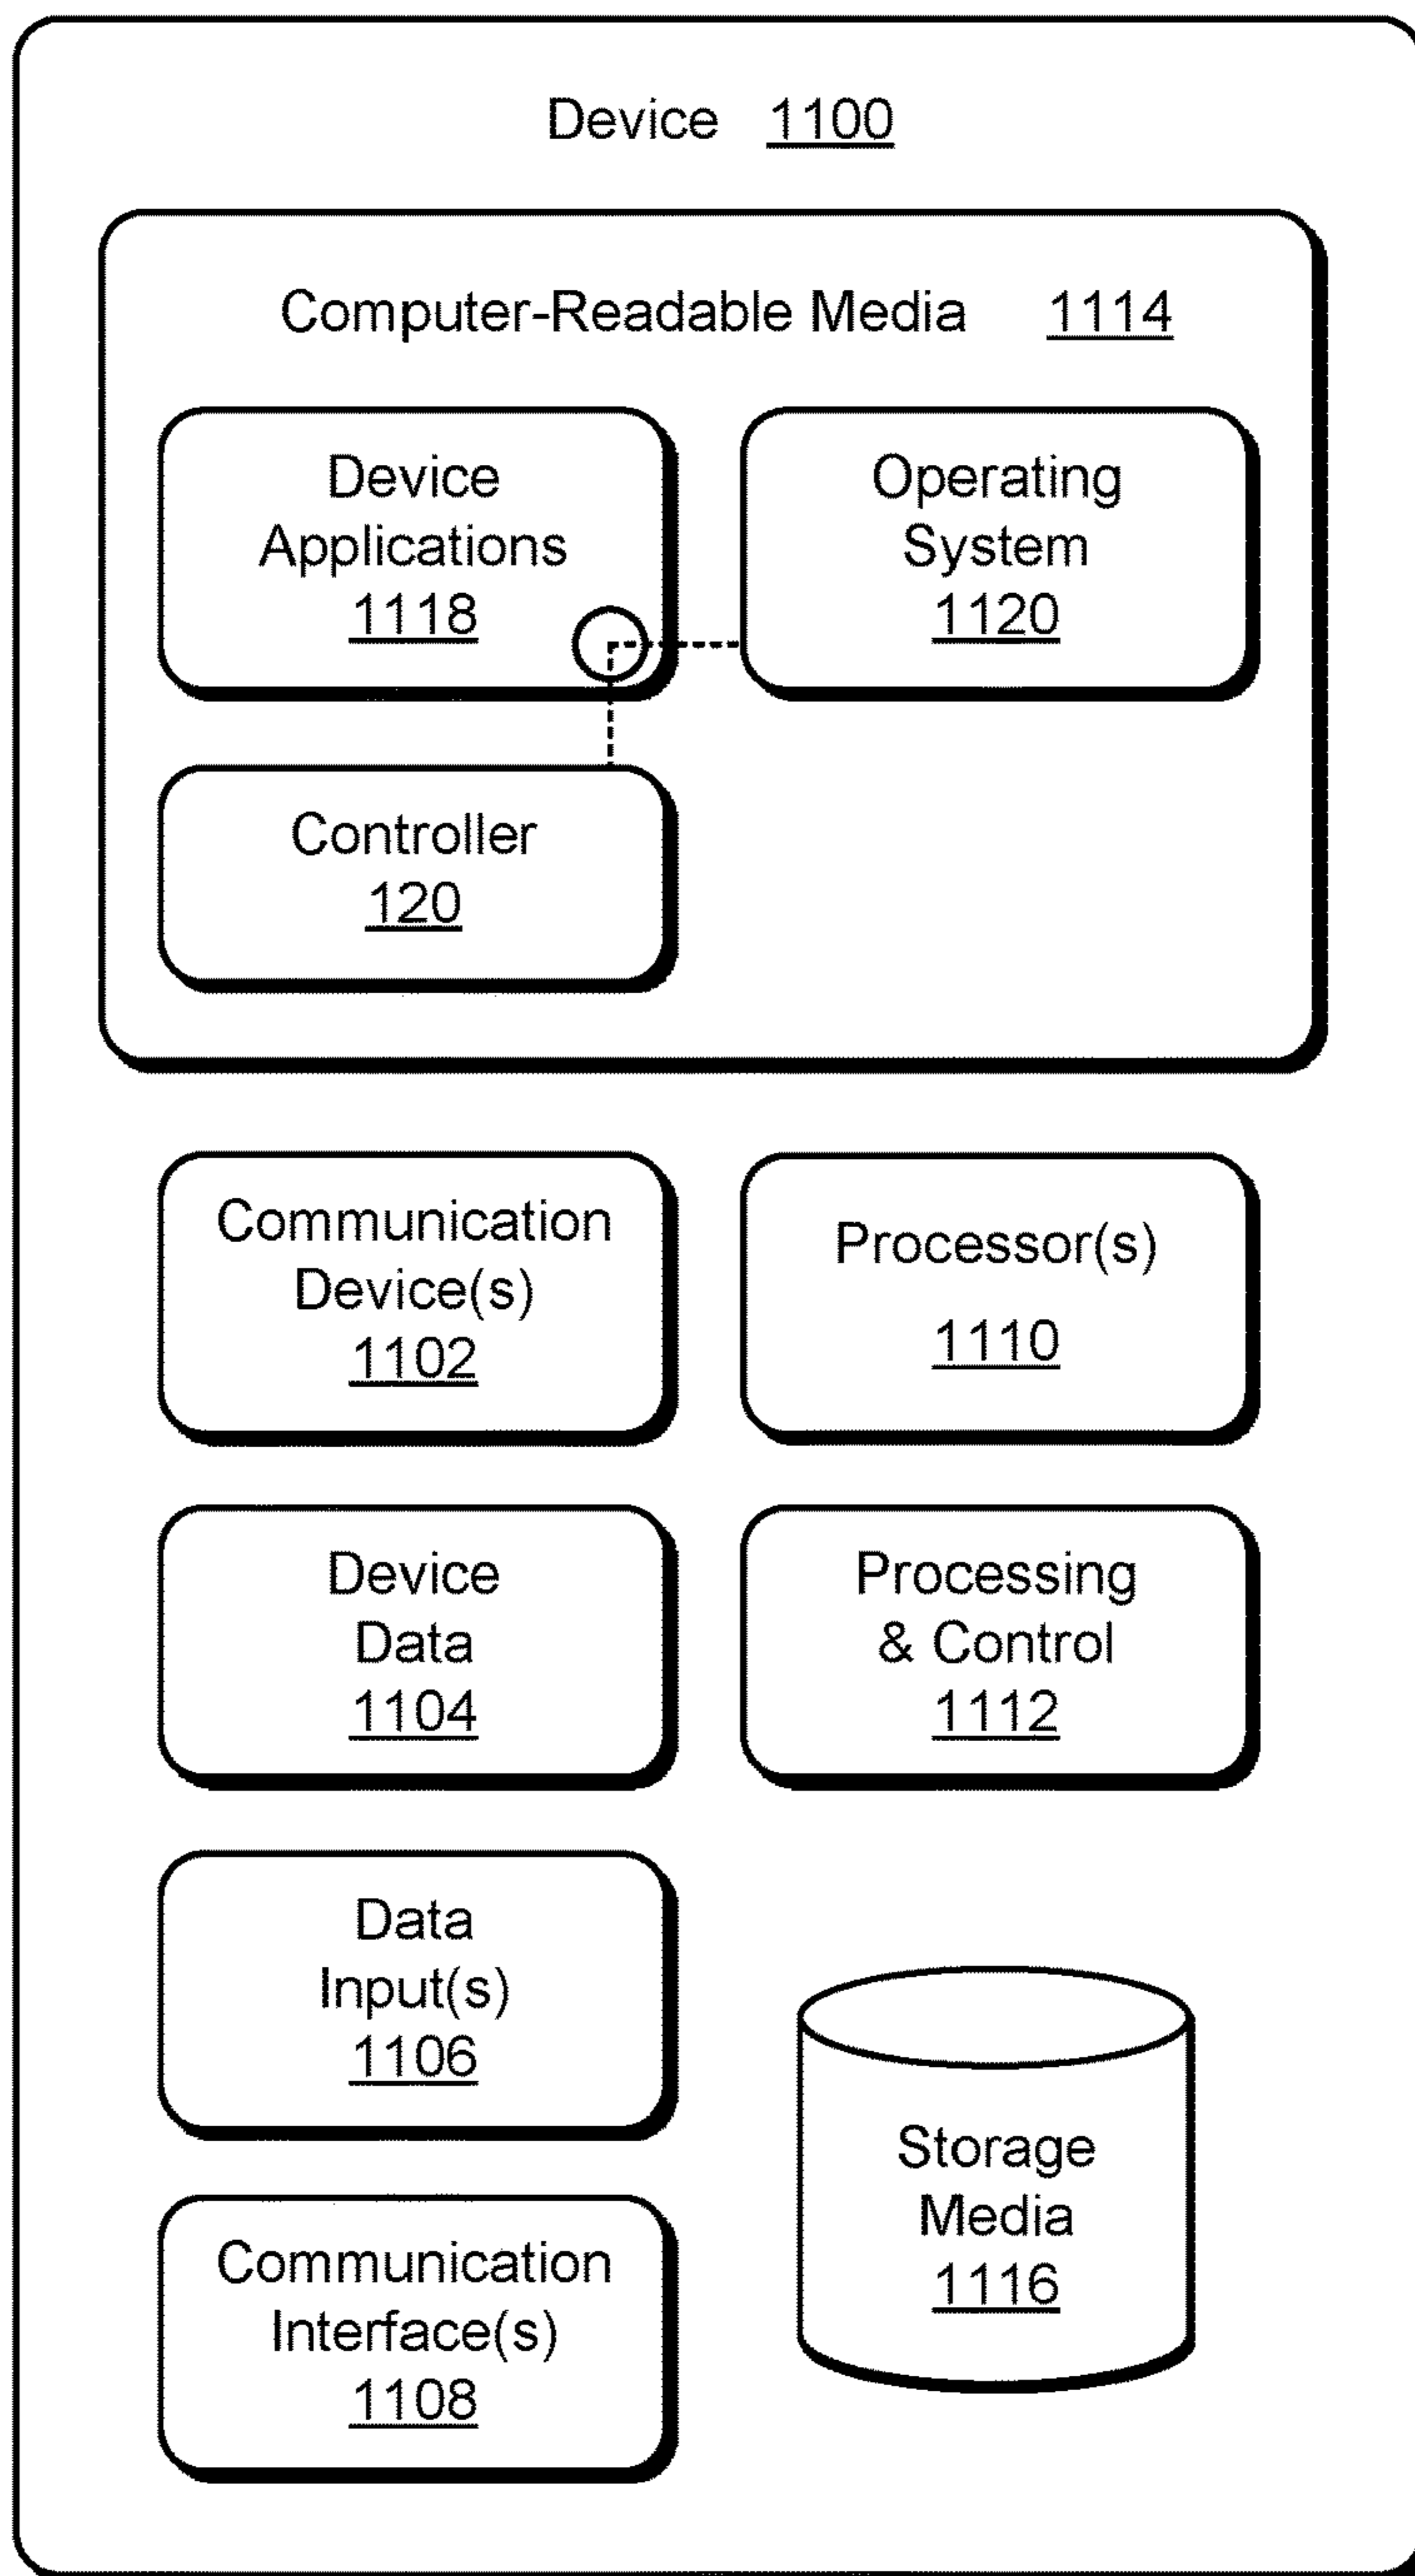 Device 1100
Computer-Readable Media 1114
Device
Applications
1118
Operating
System
1120
Controller
120
Communication
Device(s)
1102
Processor(s)
1110
Device
Data
1104
Processing
& Control
1112
Data
Input(s)
1106
Storage
Media
1116
Communication
Interface(s)
1108